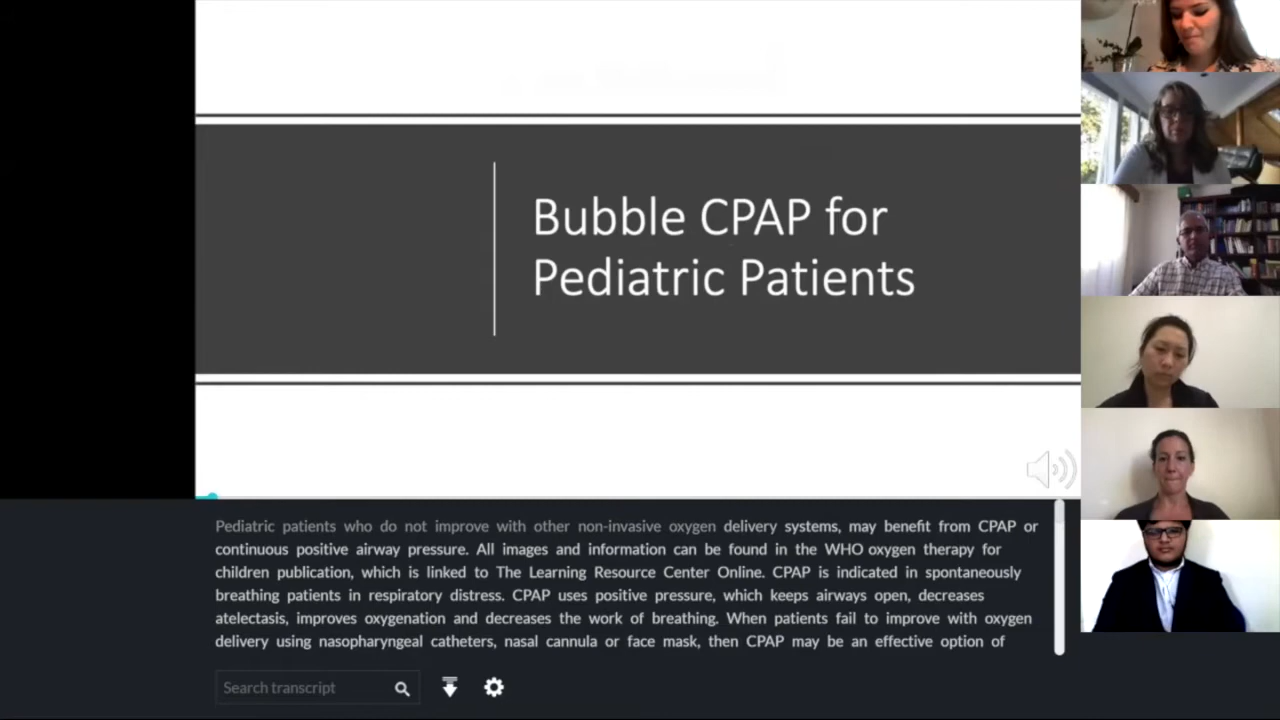 Bubble CPAP for
Pediatric Patients
Pediatric patients who do not improve with other non-invasive oxygen delivery systems, may benefit from CPAP or
continuous positive airway pressure. All images and information can be found in the WHO oxygen therapy for
children publication, which is linked to The Learning Resource Center Online. CPAP is indicated in spontaneously
breathing patients in respiratory distress. CPAP uses positive pressure, which keeps airways open, decreases
atelectasis, improves oxygenation and decreases the work of breathing. When patients fail to improve with oxygen
delivery using nasopharyngeal catheters, nasal cannula or face mask, then CPAP may be an effective option of
Search transcript